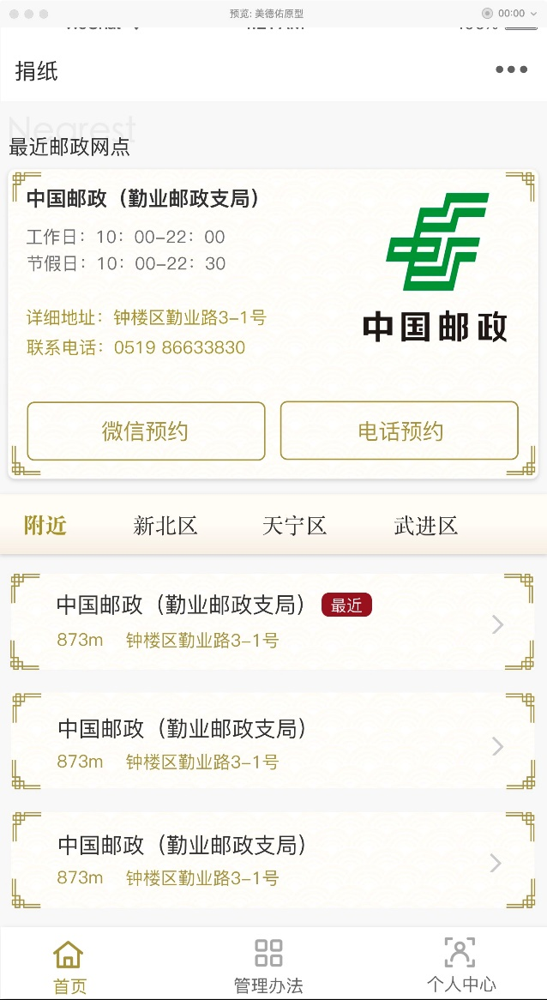 预览: 美德佑原型
00:00
捐纸
Nearest
最近邮政网点
中国邮政（勤业邮政支局）
工作日：10：00-22：00
节假日：10：00-22：30
详细地址：钟楼区勤业路3-1号
联系电话：0519 86633830
中国邮政
微信预约
电话预约
附近 新北区 天宁区 武进区
中国邮政（勤业邮政支局） 最近
873m 钟楼区勤业路3-1号
中国邮政（勤业邮政支局）
873m 钟楼区勤业路3-1号
中国邮政（勤业邮政支局）
873m 钟楼区勤业路3-1号
首页 管理办法 个人中心